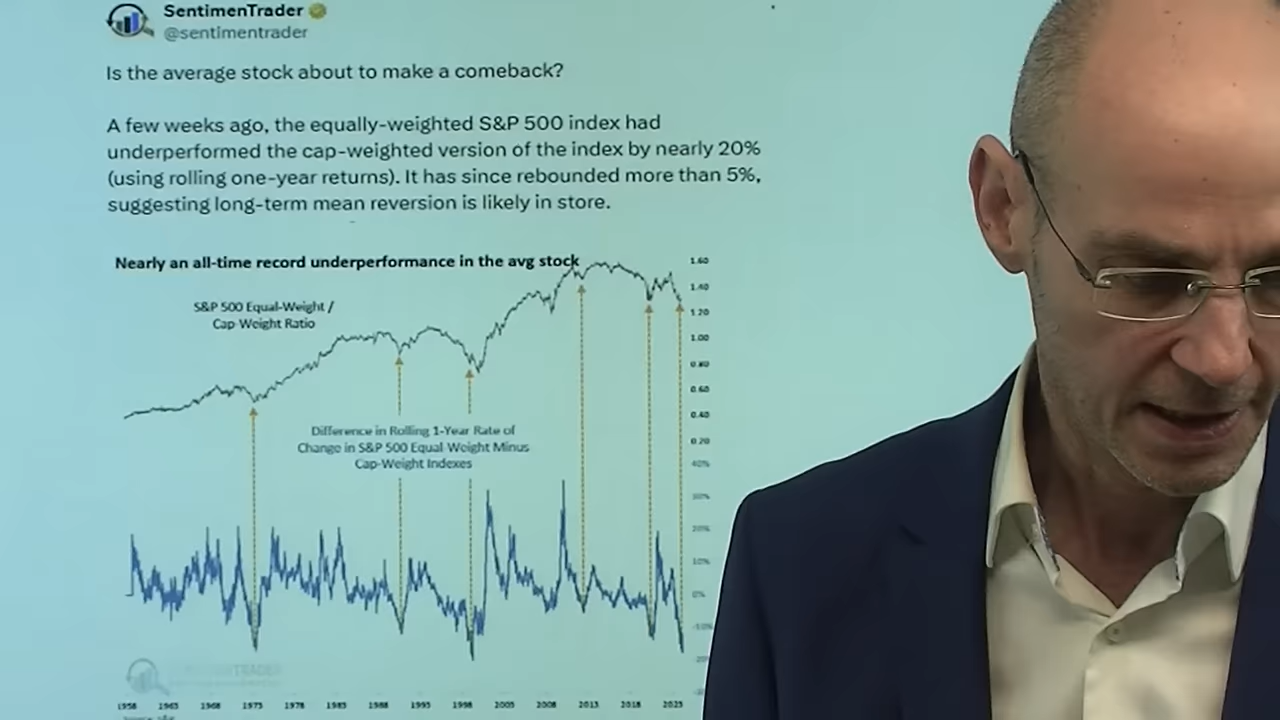 SentimenTrader
@sentimentrader
Is the average stock about to make a comeback?
A few weeks ago, the equally-weighted S&P 500 index had
underperformed the cap-weighted version of the index by nearly 20%
(using rolling one-year returns). It has since rebounded more than 5%,
suggesting long-term mean reversion is likely in store.
Nearly an all-time record underperformance in the avg stock
S&P 500 Equal-Weight /
Cap-Weight Ratio
1.60
1.40
1.20
1.00
0.80
0.60
0.40
0.20
Difference in Rolling 1-Year Rate of
Change in S&P 500 Equal-Weight Minus
Cap-Weight Indexes
40%
30%
20%
10%
0%
-10%
TRADER
1958 1963 1968 1973 1978 1983 1988 1993 1998 2003 2008 2013 2018 2023